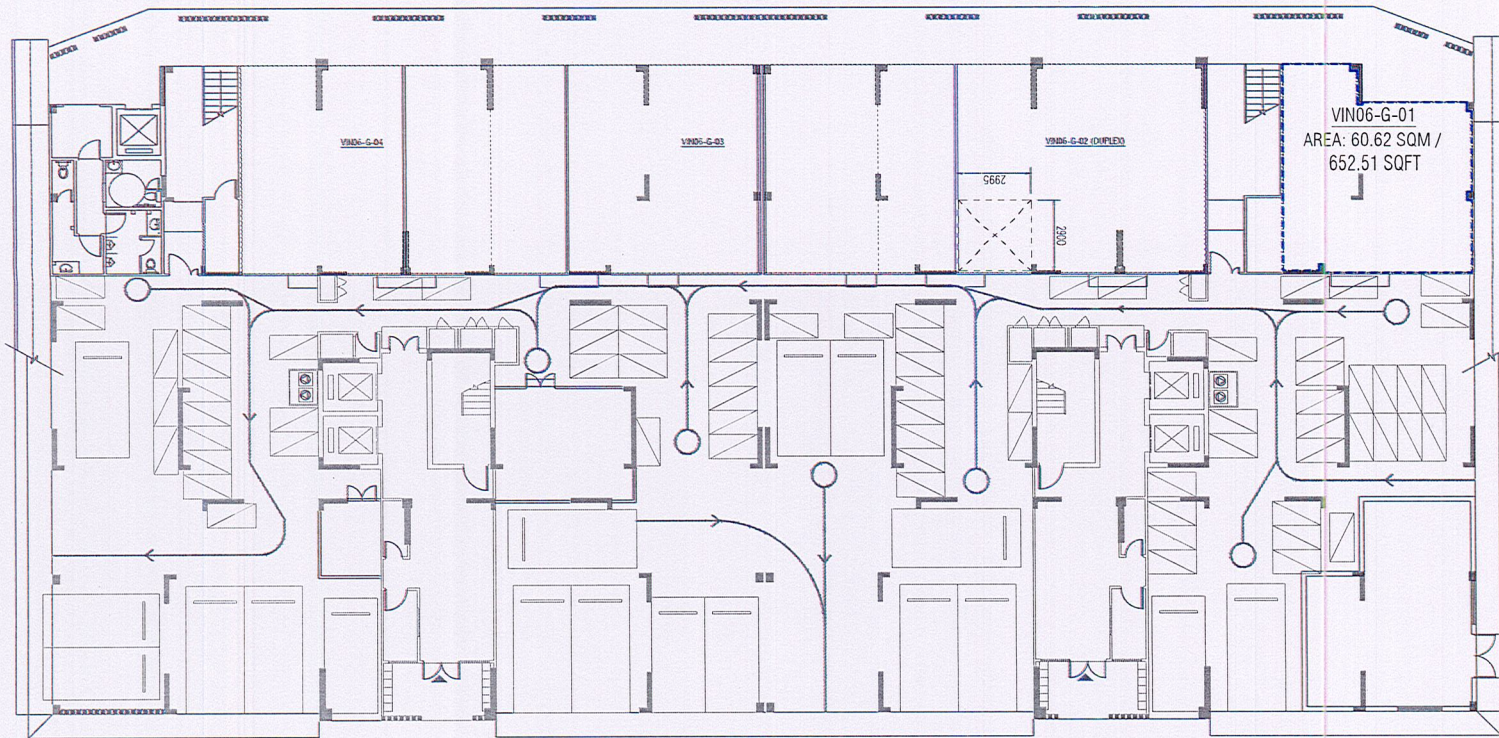 VIN06-G-04
VIN06-G-03
VIN06-G-02 (DUPLEX)
VIN06-G-01
AREA: 60.62 SQM /
652.51 SQFT
2995
2900